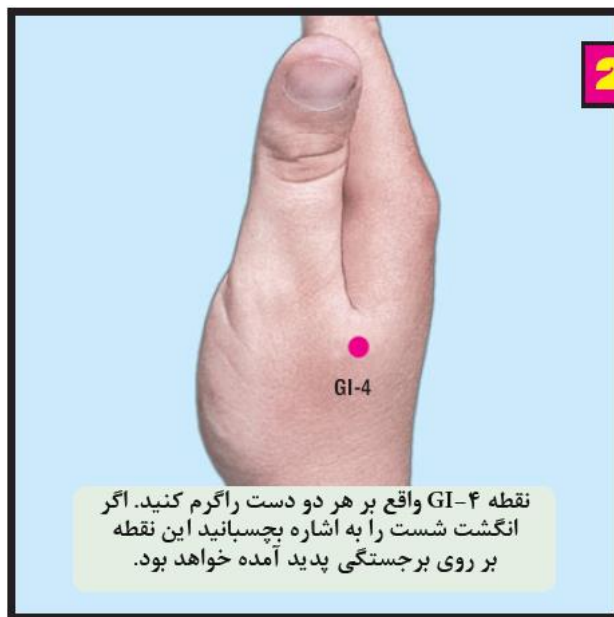 2
GI-4
نقطه GI-۴ واقع بر هر دو دست راگرم کنید. اگر
انگشت شست را به اشاره بچسبانید این نقطه
بر روی برجستگی پدید آمده خواهد بود.